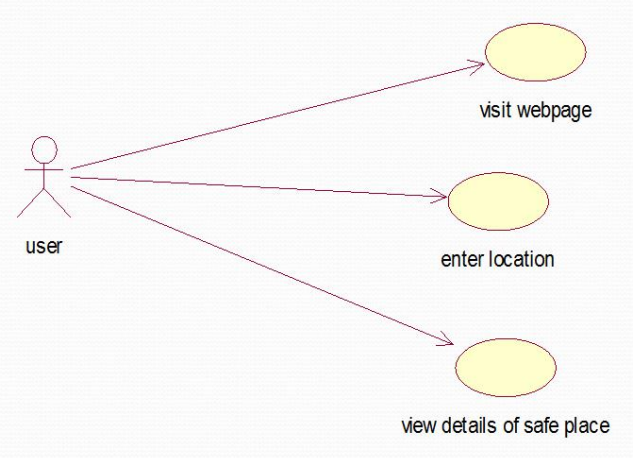 visit webpage
user
enter location
view details of safe place